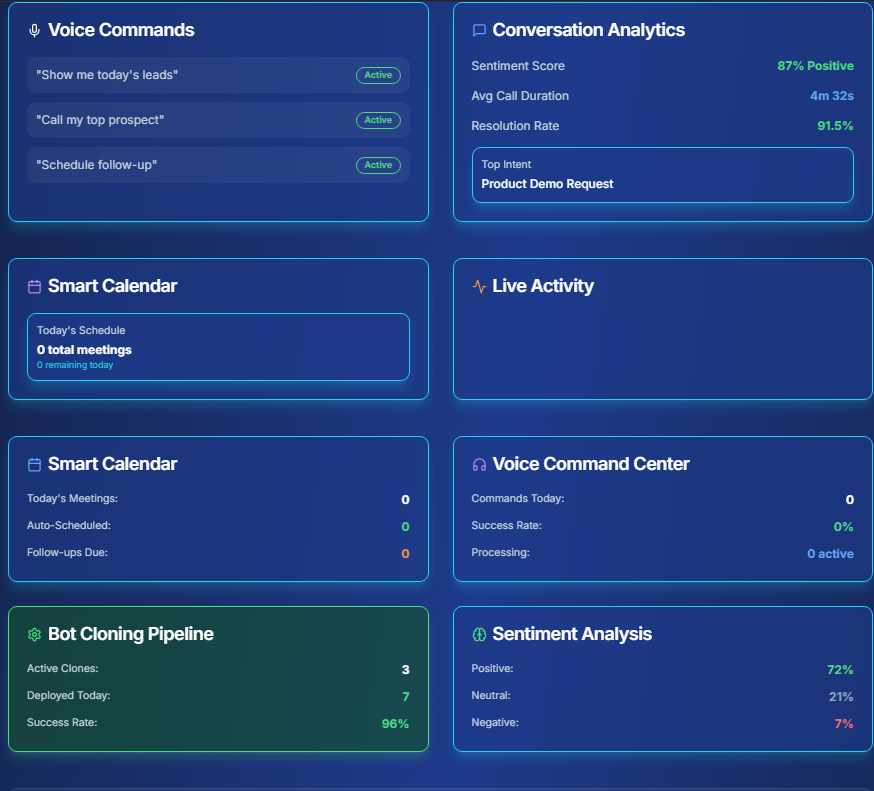 Voice Commands
"Show me today's leads" Active
"Call my top prospect" Active
"Schedule follow-up" Active
Conversation Analytics
Sentiment Score 87% Positive
Avg Call Duration 4m 32s
Resolution Rate 91.5%
Top Intent
Product Demo Request
Smart Calendar
Today's Schedule
0 total meetings
0 remaining today
Live Activity
Smart Calendar
Today's Meetings: 0
Auto-Scheduled: 0
Follow-ups Due: 0
Voice Command Center
Commands Today: 0
Success Rate: 0%
Processing: 0 active
Bot Cloning Pipeline
Active Clones: 3
Deployed Today: 7
Success Rate: 96%
Sentiment Analysis
Positive: 72%
Neutral: 21%
Negative: 7%